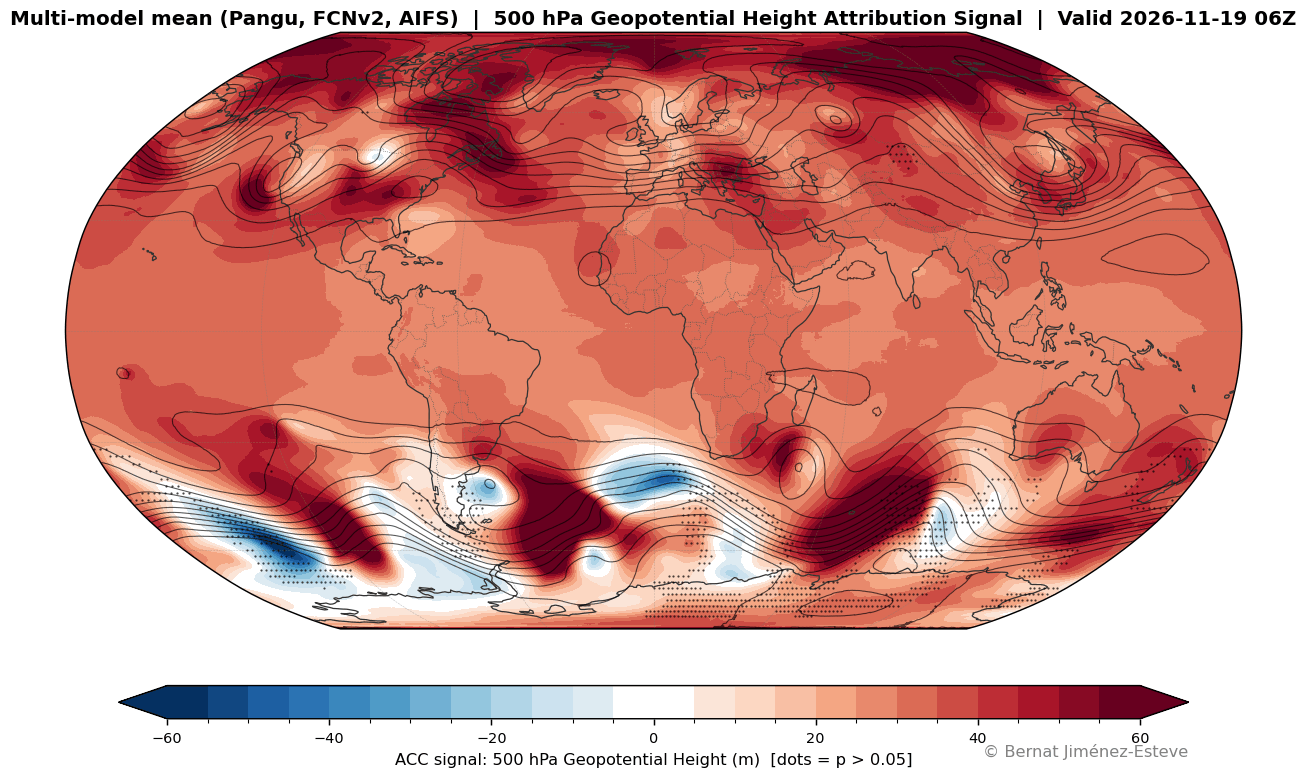 Multi-model mean (Pangu, FCNv2, AIFS)  |  500 hPa Geopotential Height Attribution Signal  |  Valid 2026-11-19 06Z
−60 −40 −20 0 20 40 60
ACC signal: 500 hPa Geopotential Height (m)  [dots = p > 0.05]
© Bernat Jiménez-Esteve